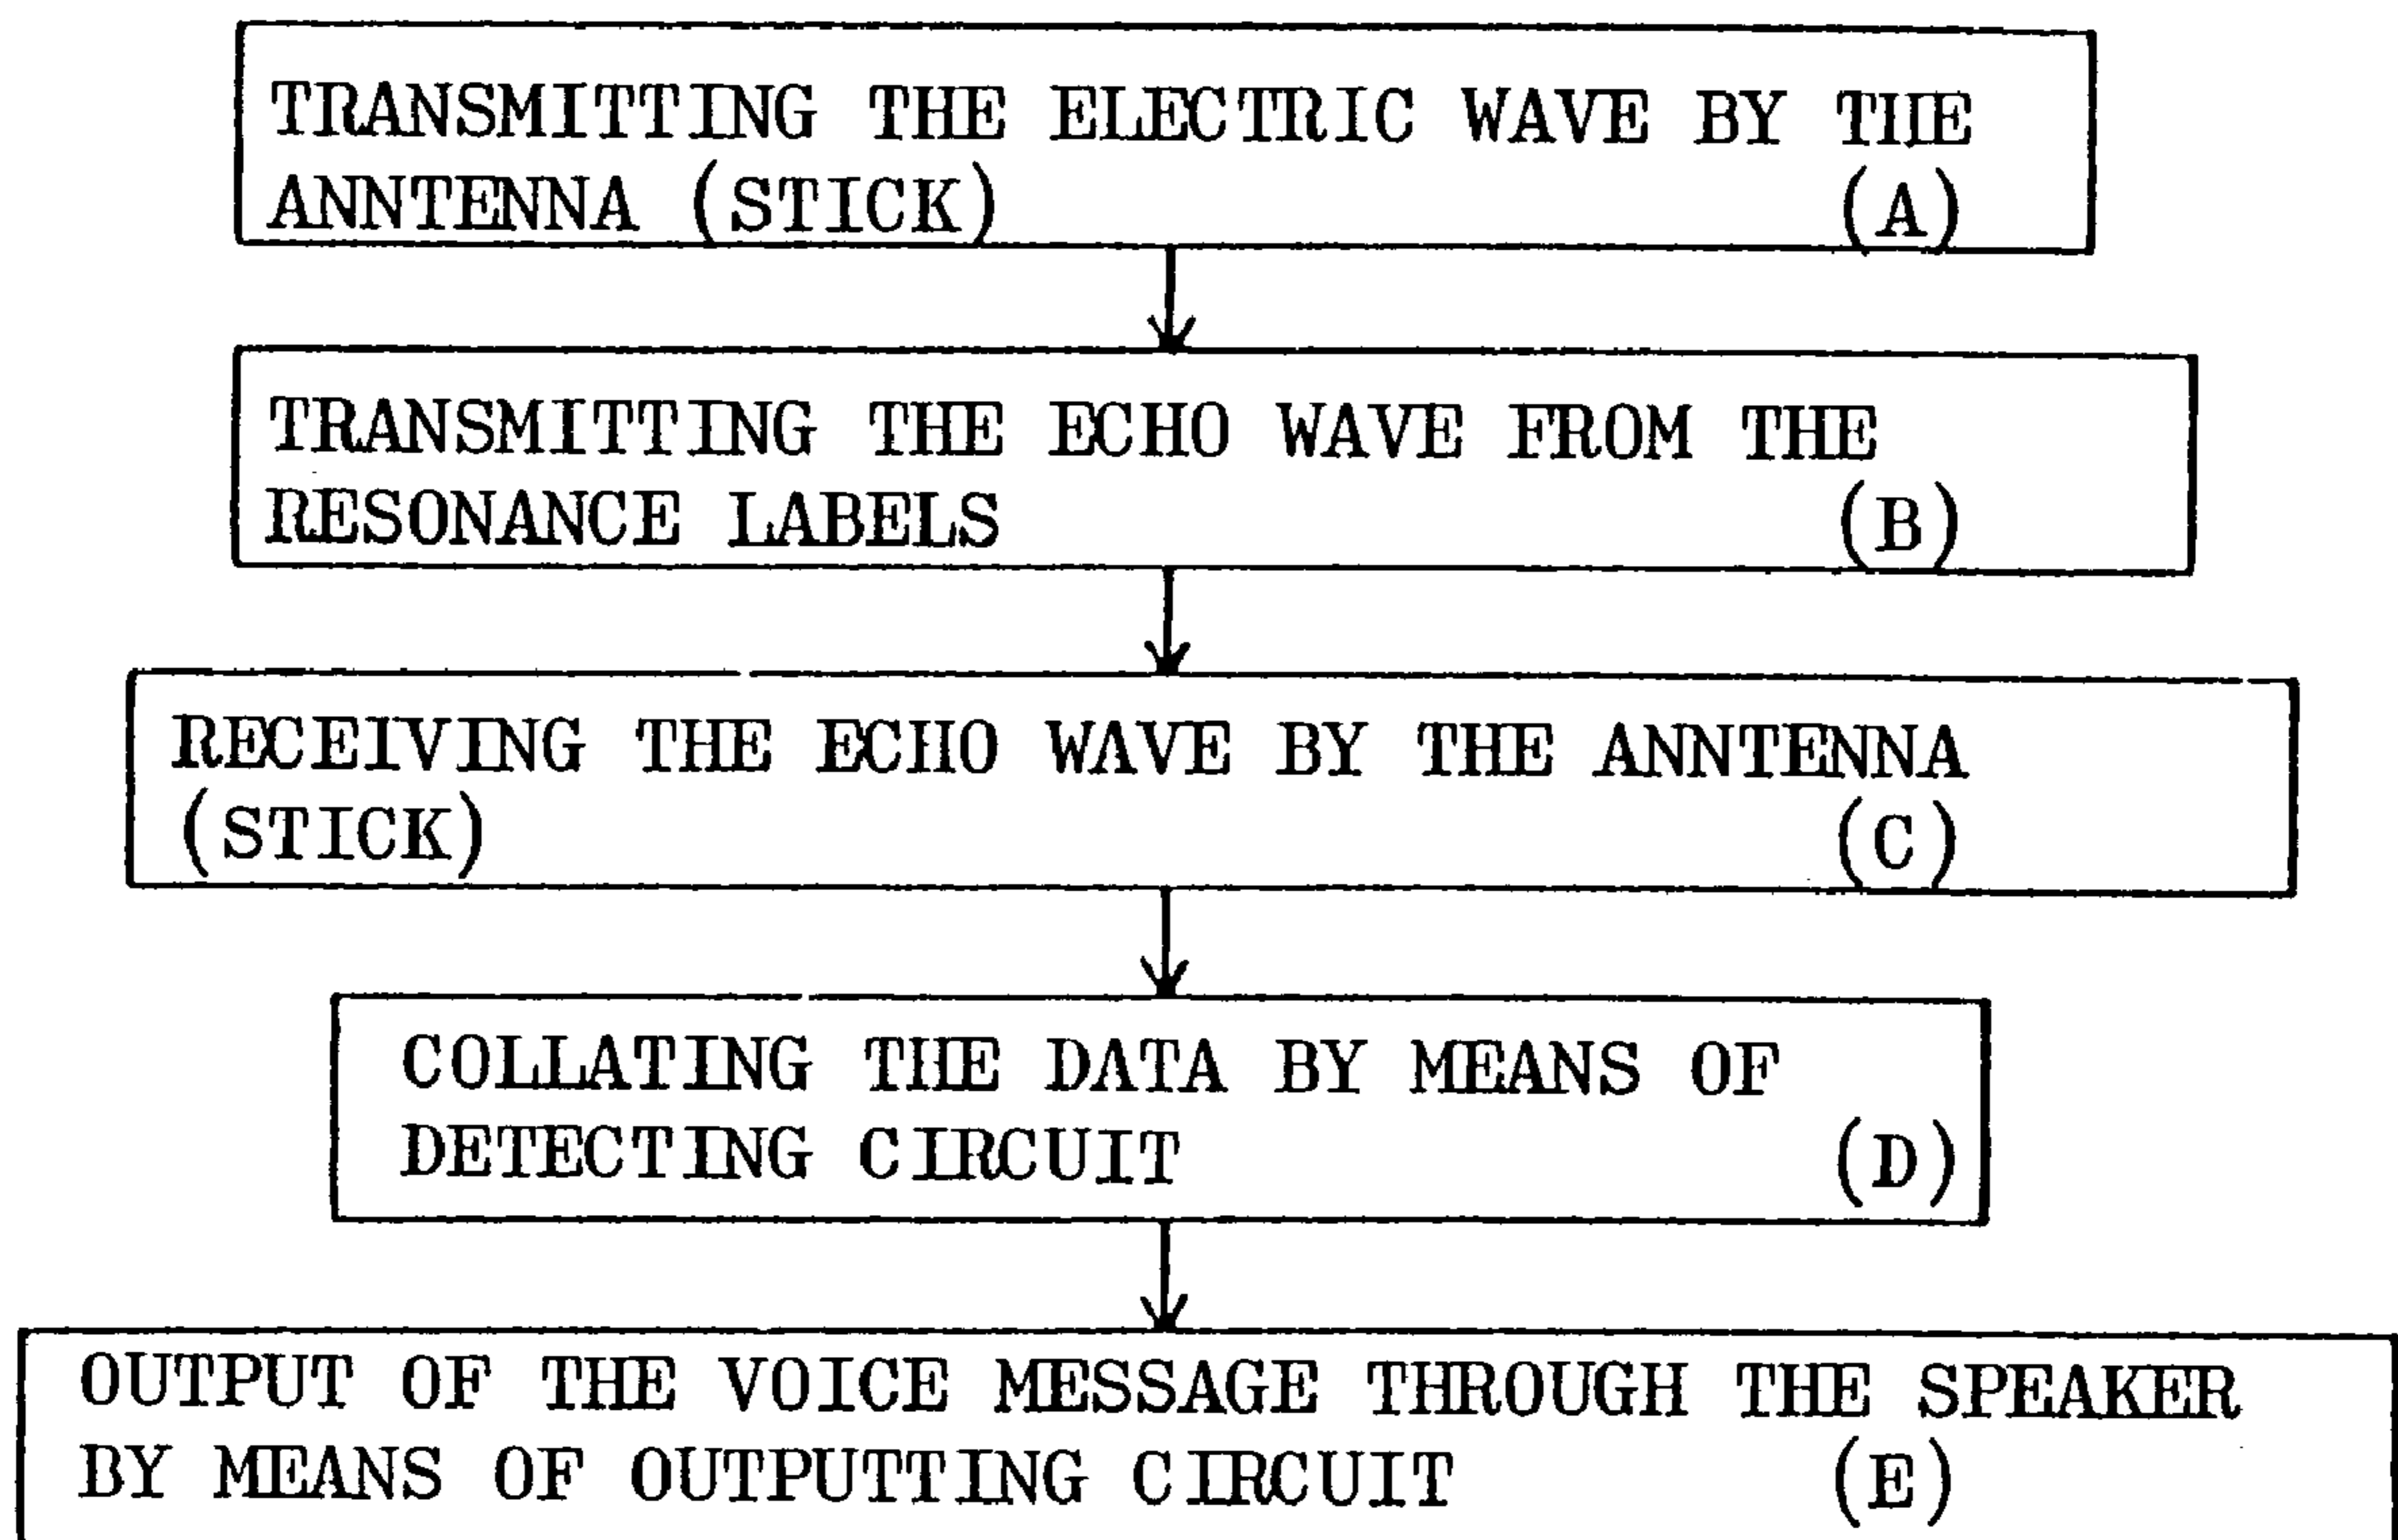 TRANSMITTING THE ELECTRIC WAVE BY THE
ANNTENNA (STICK) (A)
TRANSMITTING THE ECHO WAVE FROM THE
RESONANCE LABELS (B)
RECEIVING THE ECHO WAVE BY THE ANNTENNA
(STICK) (C)
COLLATING THE DATA BY MEANS OF
DETECTING CIRCUIT (D)
OUTPUT OF THE VOICE MESSAGE THROUGH THE SPEAKER
BY MEANS OF OUTPUTTING CIRCUIT (E)